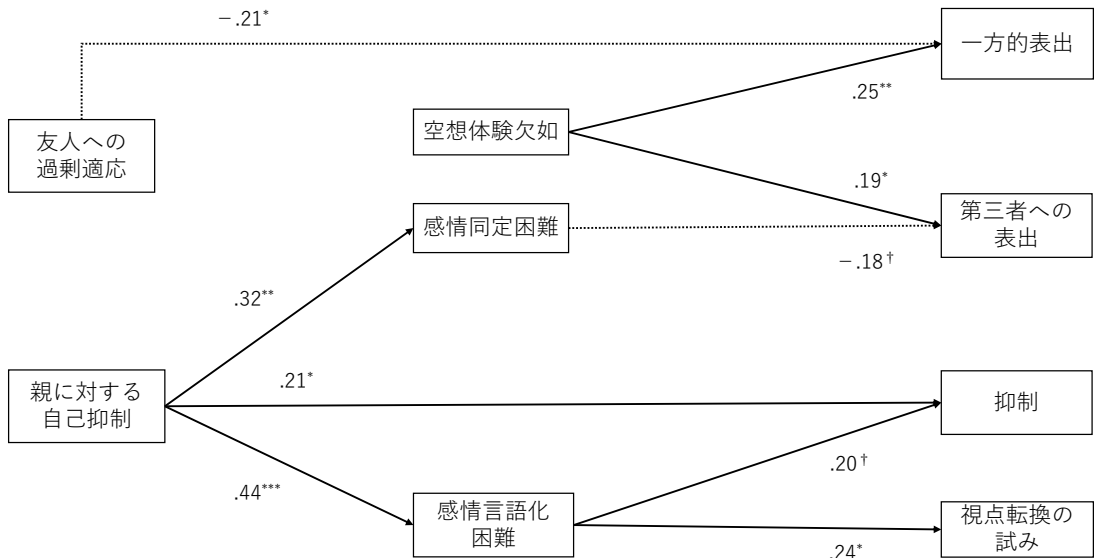 −.21*
一方的表出
.25**
友人への
過剰適応
空想体験欠如
.19*
第三者への
表出
感情同定困難
−.18†
.32**
親に対する
自己抑制
.21*
抑制
.20†
.44***
感情言語化
困難
視点転換の
試み
.24*